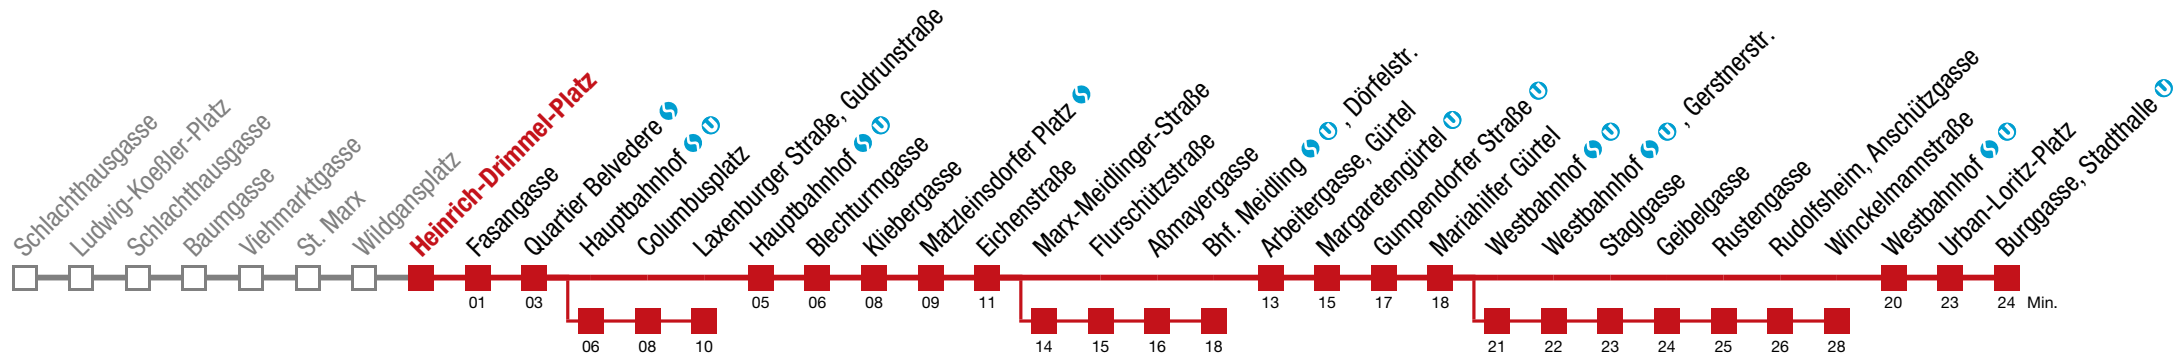 Schlachthausgasse
Ludwig-Koeßler-Platz
Schlachthausgasse
Baumgasse
Viehmarktgasse
St. Marx
Wildgansplatz
Heinrich-Drimmel-Platz
Fasangasse
Quartier Belvedere S
Hauptbahnhof S U
Columbusplatz
Laxenburger Straße, Gudrunstraße
Hauptbahnhof S U
Blechturmgasse
Kliebergasse
Matzleinsdorfer Platz S
Eichenstraße
Marx-Meidlinger-Straße
Flurschützstraße
Aßmayergasse
Bhf. Meidling S U , Dörfelstr.
Arbeitergasse, Gürtel
Margaretengürtel U
Gumpendorfer Straße U
Mariahilfer Gürtel
Westbahnhof S U
Westbahnhof S U , Gerstnerstr.
Staglgasse
Geibelgasse
Rustengasse
Rudolfsheim, Anschützgasse
Winckelmannstraße
Westbahnhof S U
Urban-Loritz-Platz
Burggasse, Stadthalle U
01 03 05 06 08 09 11 13 15 17 18 20 23 24 Min.
06 08 10 14 15 16 18 21 22 23 24 25 26 28